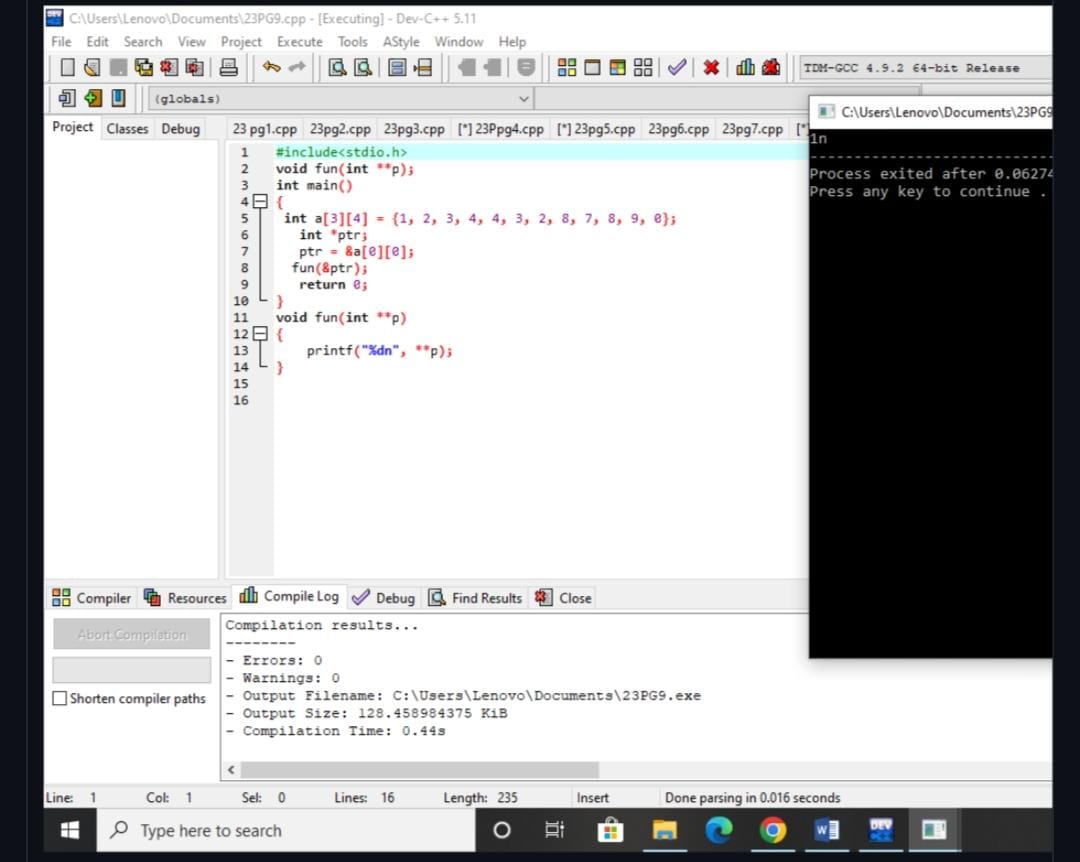 C:\Users\Lenovo\Documents\23PG9.cpp - [Executing] - Dev-C++ 5.11
File Edit Search View Project Execute Tools AStyle Window Help
TDM-GCC 4.9.2 64-bit Release
(globals)
Project Classes Debug
23 pg1.cpp 23pg2.cpp 23pg3.cpp [*] 23Ppg4.cpp [*] 23pg5.cpp 23pg6.cpp 23pg7.cpp [*]
1 #include<stdio.h>
2 void fun(int **p);
3 int main()
4 {
5 int a[3][4] = {1, 2, 3, 4, 4, 3, 2, 8, 7, 8, 9, 0};
6 int *ptr;
7 ptr = &a[0][0];
8 fun(&ptr);
9 return 0;
10 }
11 void fun(int **p)
12 {
13 printf("%dn", **p);
14 }
15
16
C:\Users\Lenovo\Documents\23PG9
1n
--------------------------------
Process exited after 0.06274
Press any key to continue .
Compiler Resources Compile Log Debug Find Results Close
Abort Compilation
Shorten compiler paths
Compilation results...
--------
- Errors: 0
- Warnings: 0
- Output Filename: C:\Users\Lenovo\Documents\23PG9.exe
- Output Size: 128.458984375 KiB
- Compilation Time: 0.44s
Line: 1 Col: 1 Sel: 0 Lines: 16 Length: 235 Insert Done parsing in 0.016 seconds
Type here to search
DEV